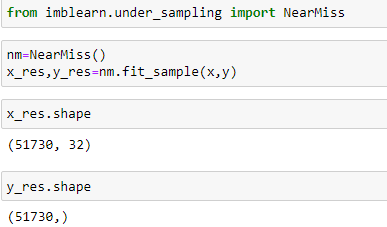 from imblearn.under_sampling import NearMiss
nm=NearMiss()
x_res,y_res=nm.fit_sample(x,y)
x_res.shape
(51730, 32)
y_res.shape
(51730,)